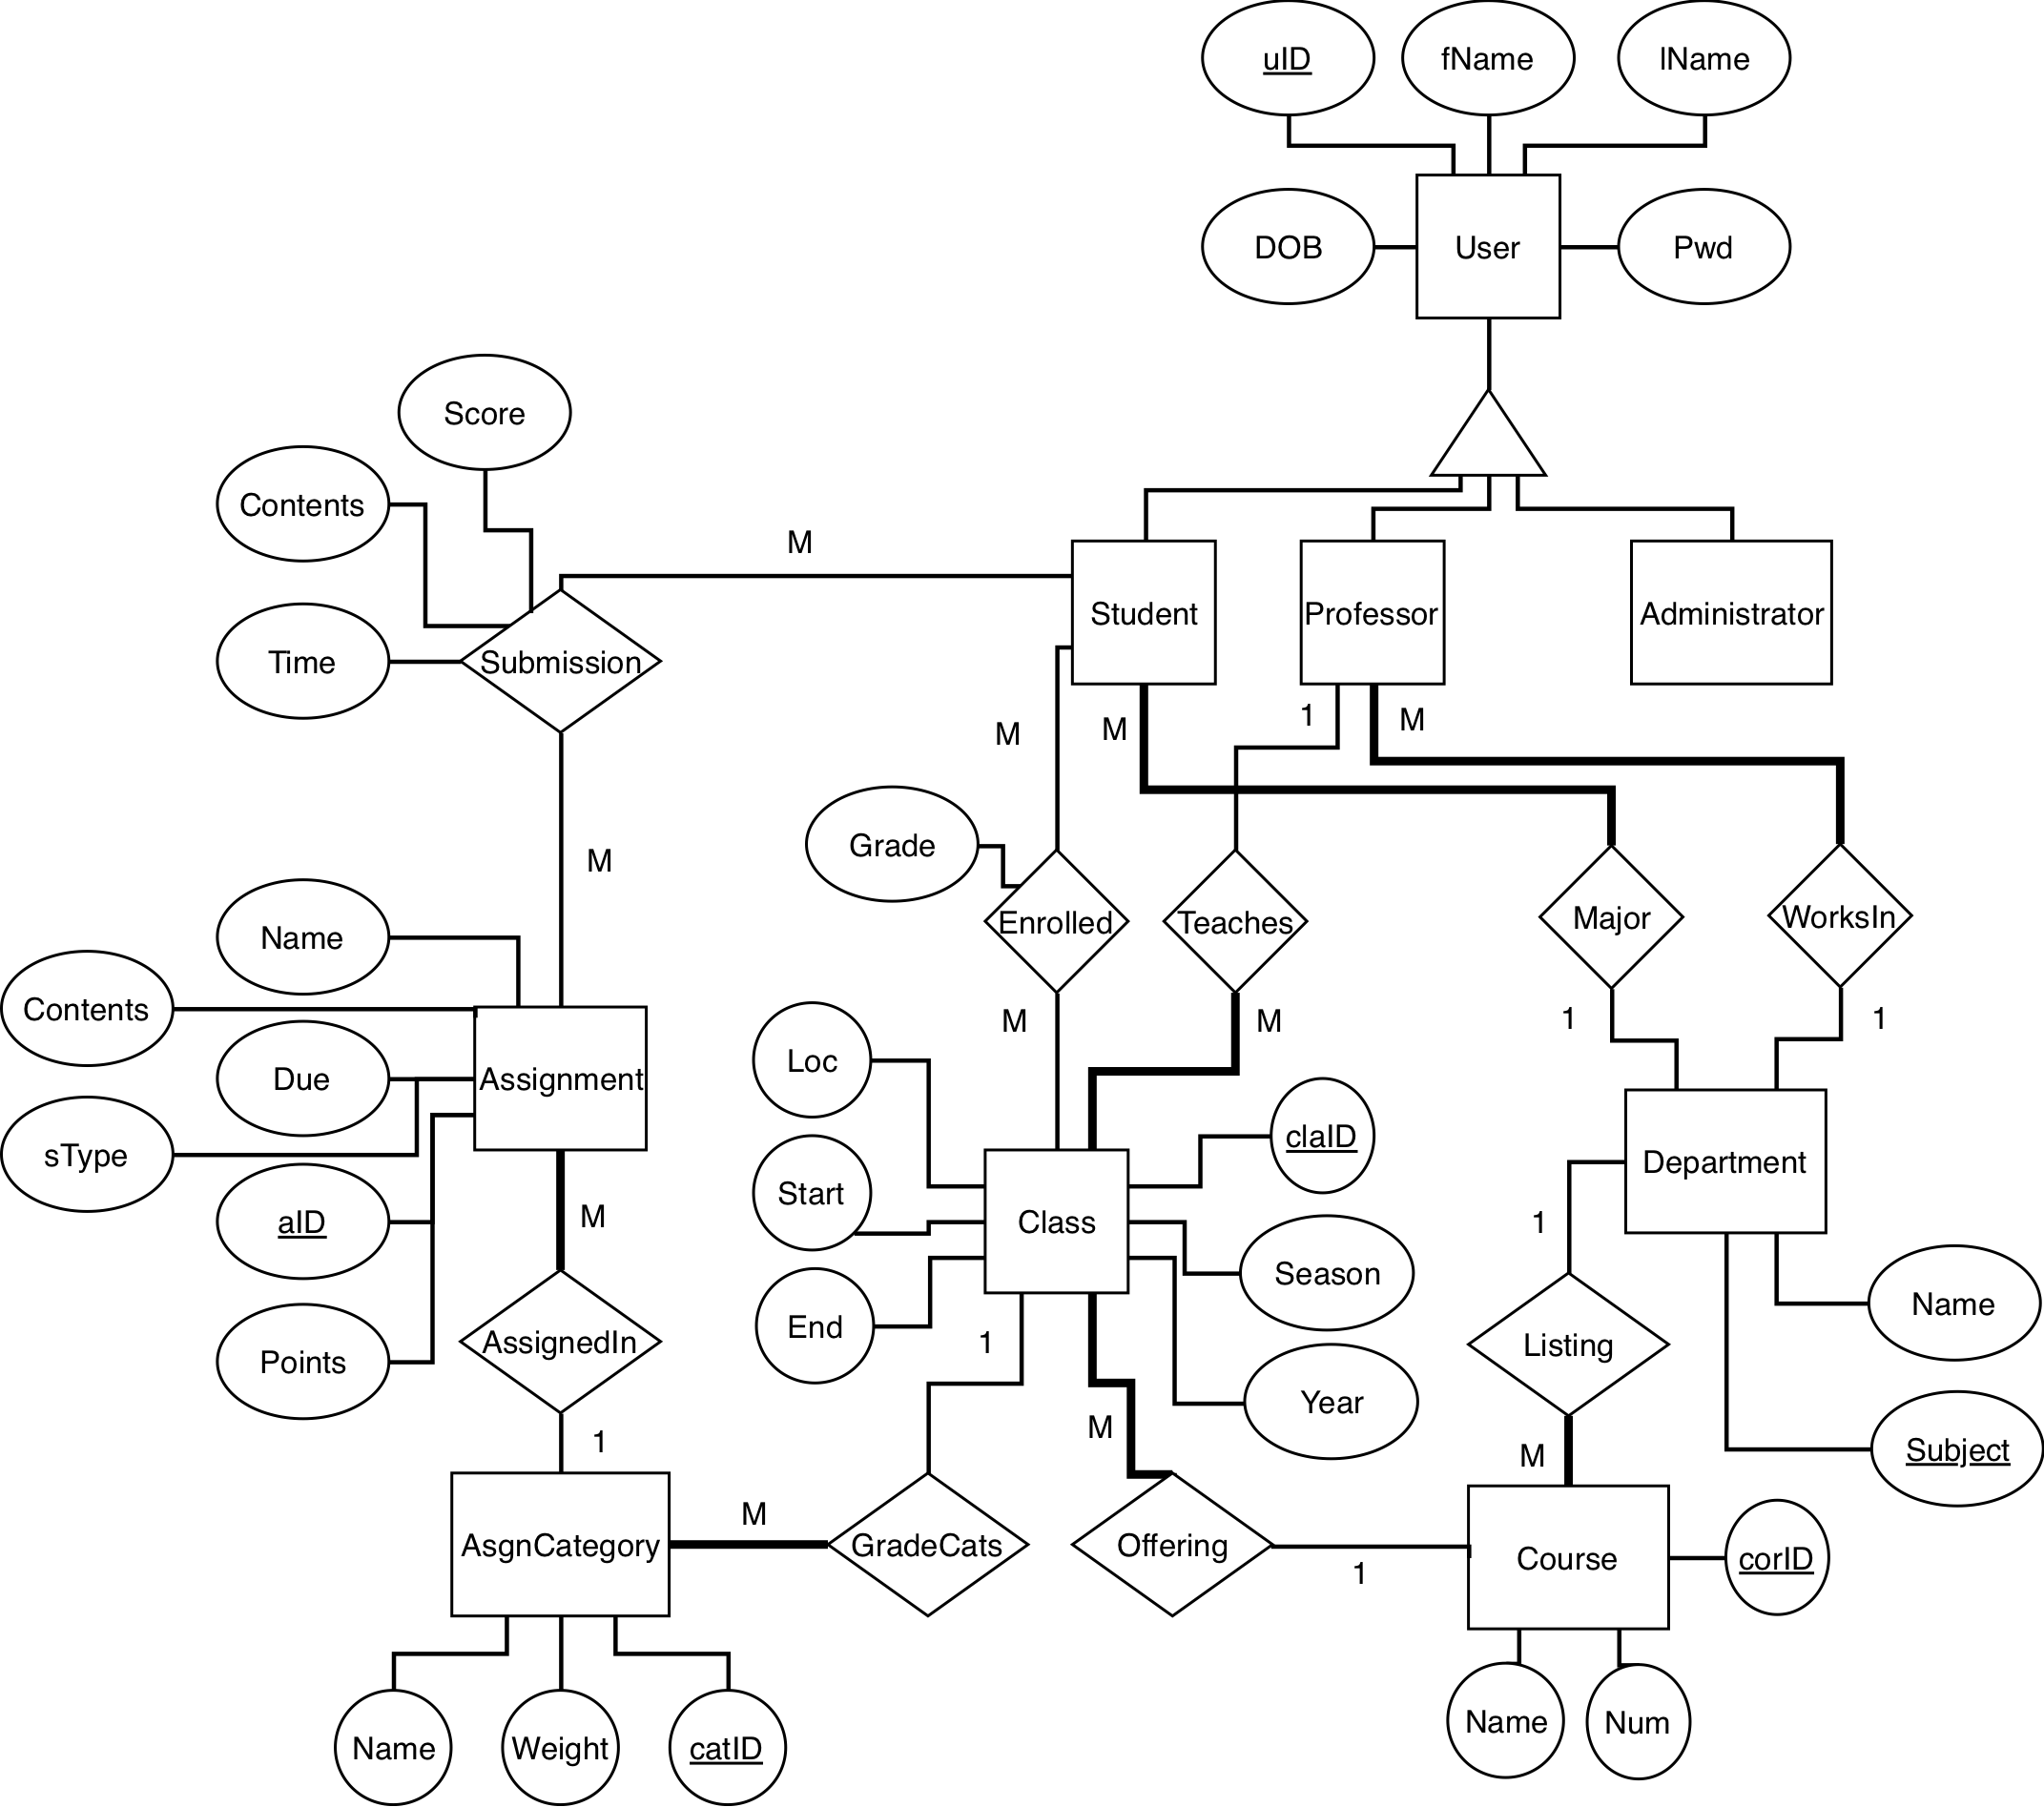 uID
fName
lName
DOB
User
Pwd
Score
Contents
M
Student
Professor
Administrator
Time
Submission
M
M
1
M
Grade
M
Enrolled
Teaches
Major
WorksIn
Name
Contents
M
M
1
1
Loc
Due
Assignment
claID
sType
Department
Start
Class
M
aID
1
Season
Name
End
1
AssignedIn
Listing
Points
Year
M
1
M
Subject
M
AsgnCategory
GradeCats
Offering
1
Course
corID
Name
Num
Name
Weight
catID